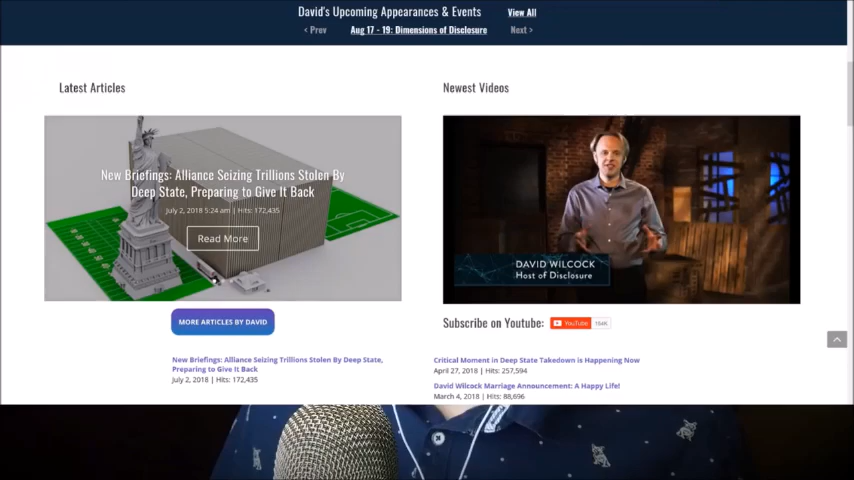 David's Upcoming Appearances & Events View All
< Prev Aug 17 - 19: Dimensions of Disclosure Next >
Latest Articles
New Briefings: Alliance Seizing Trillions Stolen By
Deep State, Preparing to Give It Back
July 2, 2018 5:24 am | Hits: 172,435
Read More
MORE ARTICLES BY DAVID
New Briefings: Alliance Seizing Trillions Stolen By Deep State,
Preparing to Give It Back
July 2, 2018 | Hits: 172,435
Newest Videos
DAVID WILCOCK
Host of Disclosure
Subscribe on Youtube: YouTube 184K
Critical Moment in Deep State Takedown is Happening Now
April 27, 2018 | Hits: 257,594
David Wilcock Marriage Announcement: A Happy Life!
March 4, 2018 | Hits: 88,696